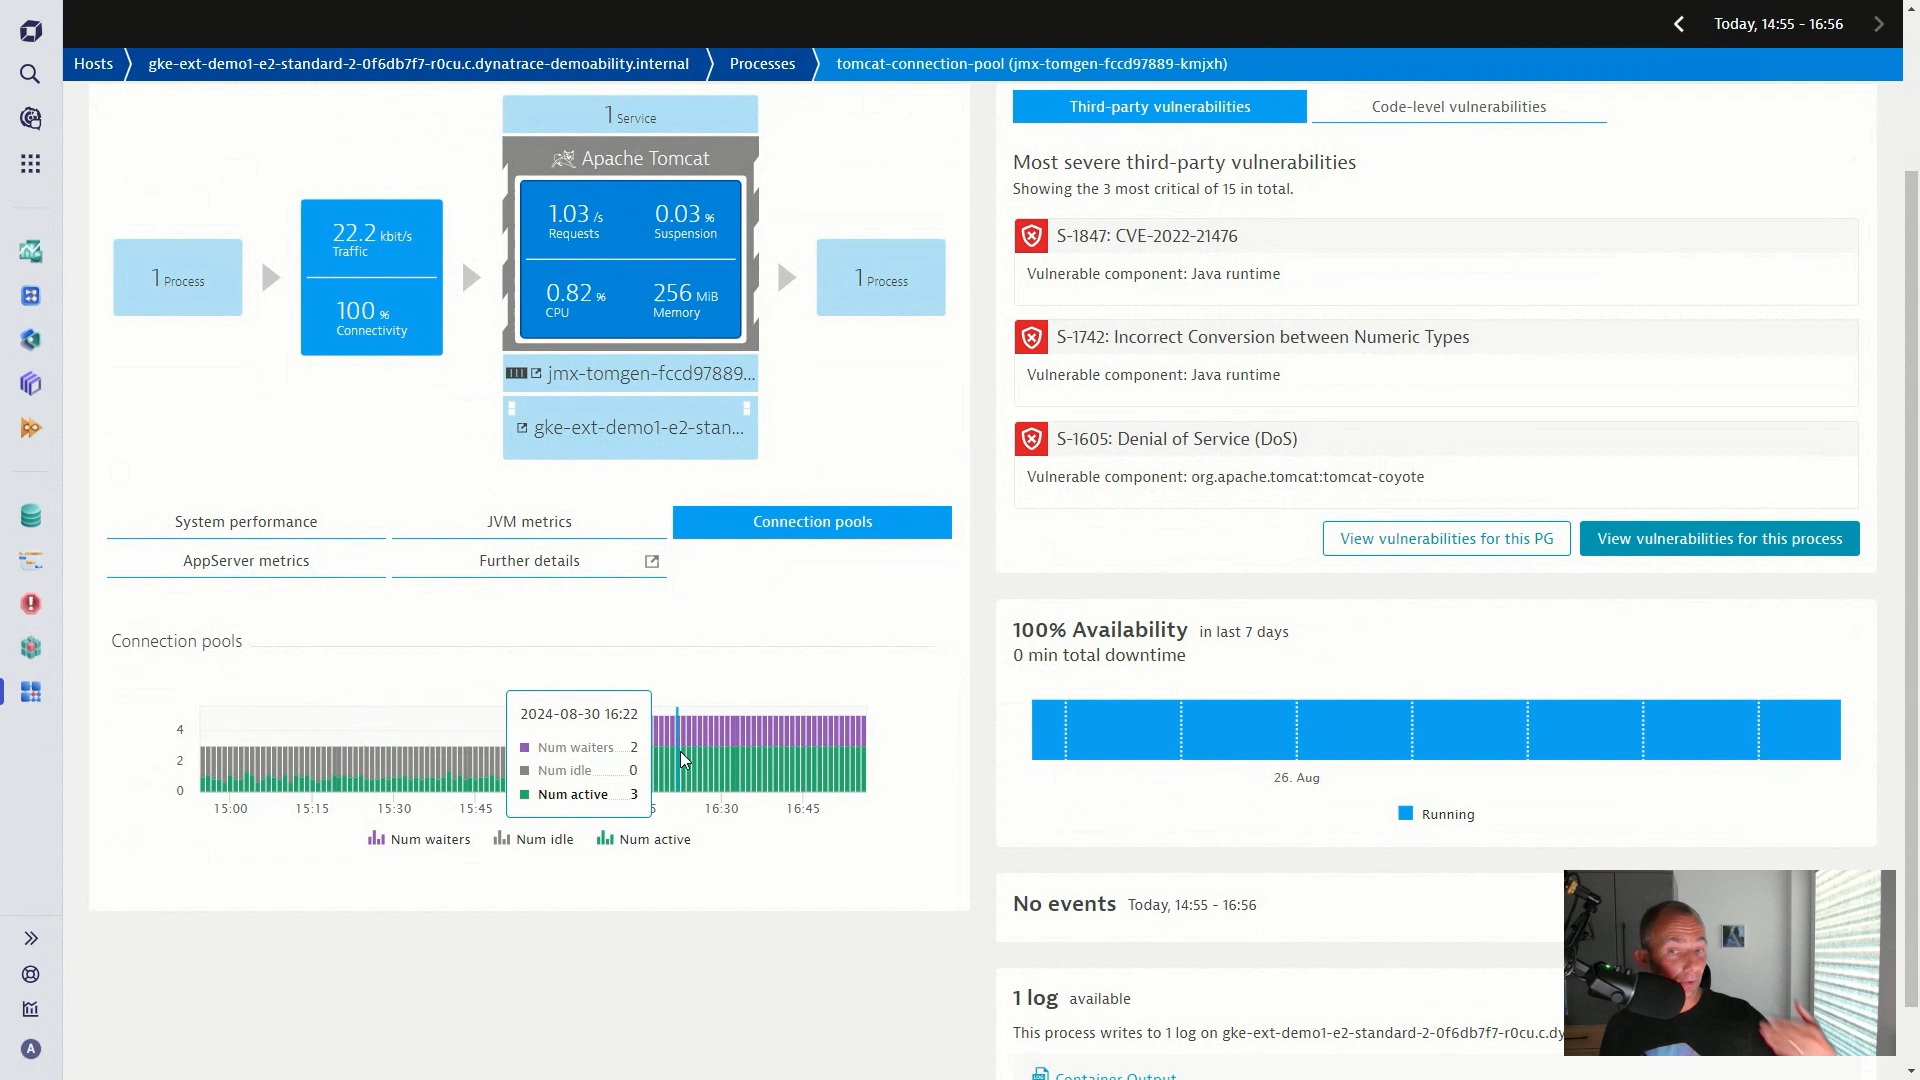 Today, 14:55 - 16:56
Hosts
gke-ext-demo1-e2-standard-2-0f6db7f7-r0cu.c.dynatrace-demoability.internal
Processes
tomcat-connection-pool (jmx-tomgen-fccd97889-kmjxh)
1 Service
Apache Tomcat
1.03 /s
Requests
0.03 %
Suspension
0.82 %
CPU
256 MiB
Memory
1 Process
22.2 kbit/s
Traffic
100 %
Connectivity
1 Process
jmx-tomgen-fccd97889...
gke-ext-demo1-e2-stan...
System performance
JVM metrics
Connection pools
AppServer metrics
Further details
Connection pools
4
2
0
2024-08-30 16:22
Num waiters 2
Num idle 0
Num active 3
15:00
15:15
15:30
15:45
5
16:30
16:45
Num waiters
Num idle
Num active
Third-party vulnerabilities
Code-level vulnerabilities
Most severe third-party vulnerabilities
Showing the 3 most critical of 15 in total.
S-1847: CVE-2022-21476
Vulnerable component: Java runtime
S-1742: Incorrect Conversion between Numeric Types
Vulnerable component: Java runtime
S-1605: Denial of Service (DoS)
Vulnerable component: org.apache.tomcat:tomcat-coyote
View vulnerabilities for this PG
View vulnerabilities for this process
100% Availability in last 7 days
0 min total downtime
26. Aug
Running
No events Today, 14:55 - 16:56
1 log available
This process writes to 1 log on gke-ext-demo1-e2-standard-2-0f6db7f7-r0cu.c.dy
Container Output
A